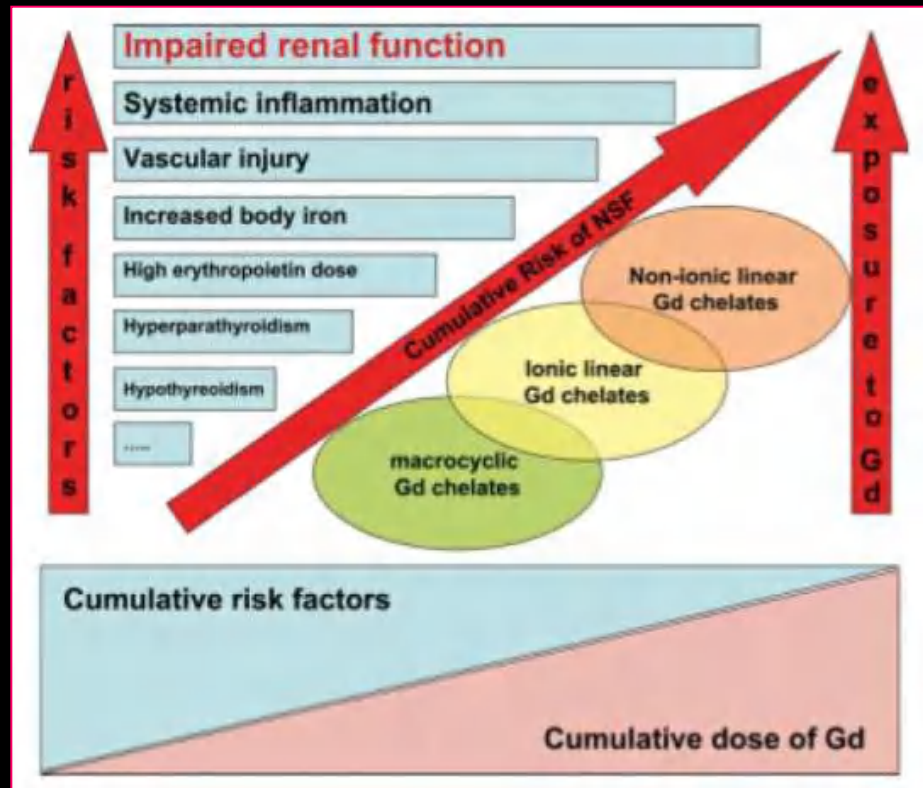 risk factors
Impaired renal function
Systemic inflammation
Vascular injury
Increased body iron
High erythropoietin dose
Hyperparathyroidism
Hypothyreoidism
.....
Cumulative Risk of NSF
Non-ionic linear
Gd chelates
Ionic linear
Gd chelates
macrocyclic
Gd chelates
exposure to Gd
Cumulative risk factors
Cumulative dose of Gd